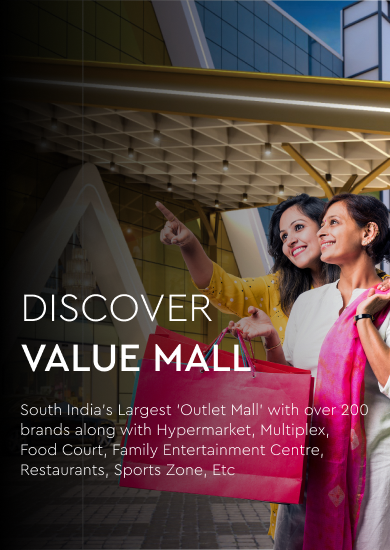 DISCOVER
VALUE MALL
South India's Largest 'Outlet Mall' with over 200
brands along with Hypermarket, Multiplex,
Food Court, Family Entertainment Centre,
Restaurants, Sports Zone, Etc